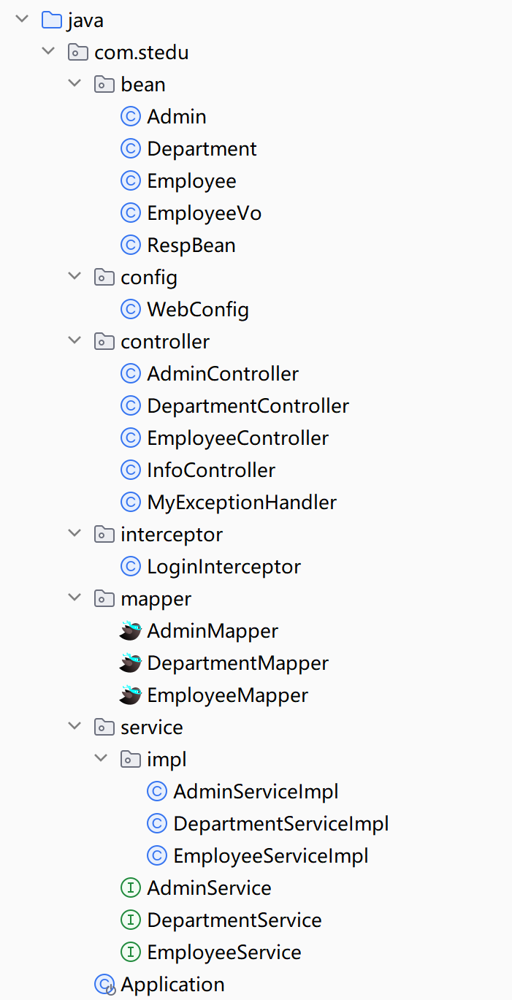 java
com.stedu
bean
Admin
Department
Employee
EmployeeVo
RespBean
config
WebConfig
controller
AdminController
DepartmentController
EmployeeController
InfoController
MyExceptionHandler
interceptor
LoginInterceptor
mapper
AdminMapper
DepartmentMapper
EmployeeMapper
service
impl
AdminServiceImpl
DepartmentServiceImpl
EmployeeServiceImpl
AdminService
DepartmentService
EmployeeService
Application